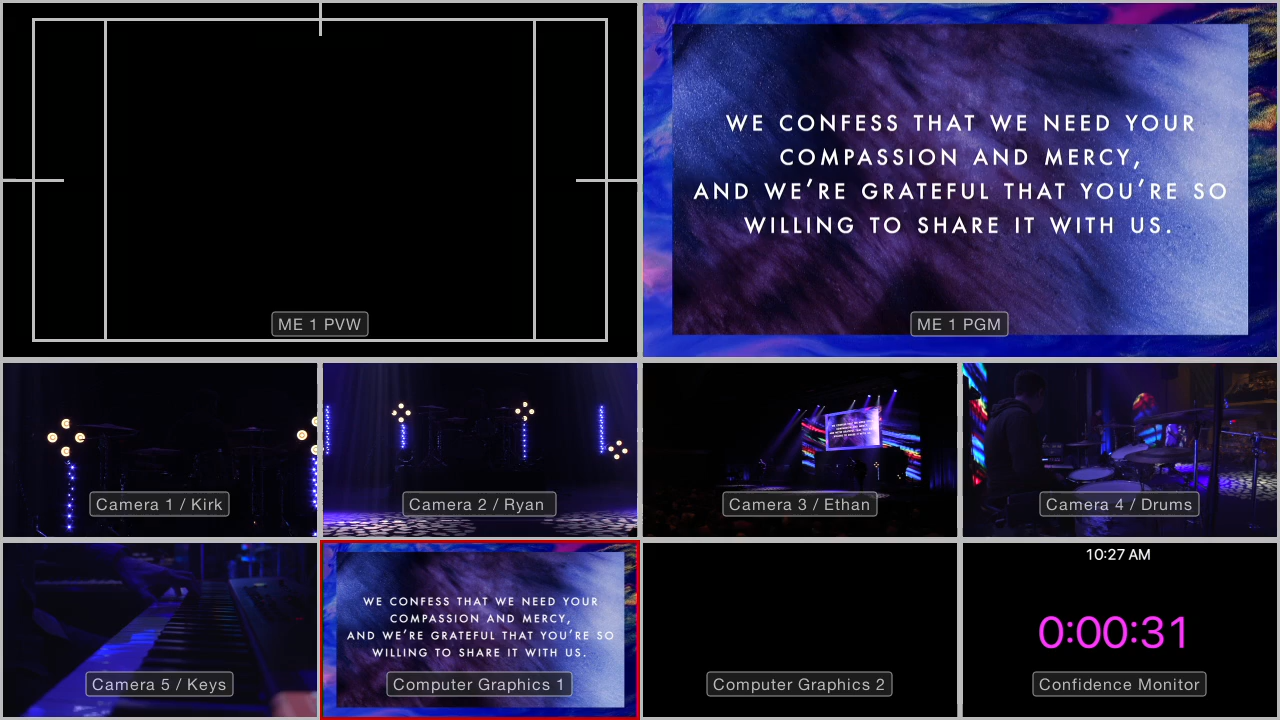 ME 1 PVW
WE CONFESS THAT WE NEED YOUR
COMPASSION AND MERCY,
AND WE'RE GRATEFUL THAT YOU'RE SO
WILLING TO SHARE IT WITH US.
ME 1 PGM
Camera 1 / Kirk
Camera 2 / Ryan
Camera 3 / Ethan
Camera 4 / Drums
Camera 5 / Keys
WE CONFESS THAT WE NEED YOUR
COMPASSION AND MERCY,
AND WE'RE GRATEFUL THAT YOU'RE SO
WILLING TO SHARE IT WITH US.
Computer Graphics 1
Computer Graphics 2
10:27 AM
0:00:31
Confidence Monitor